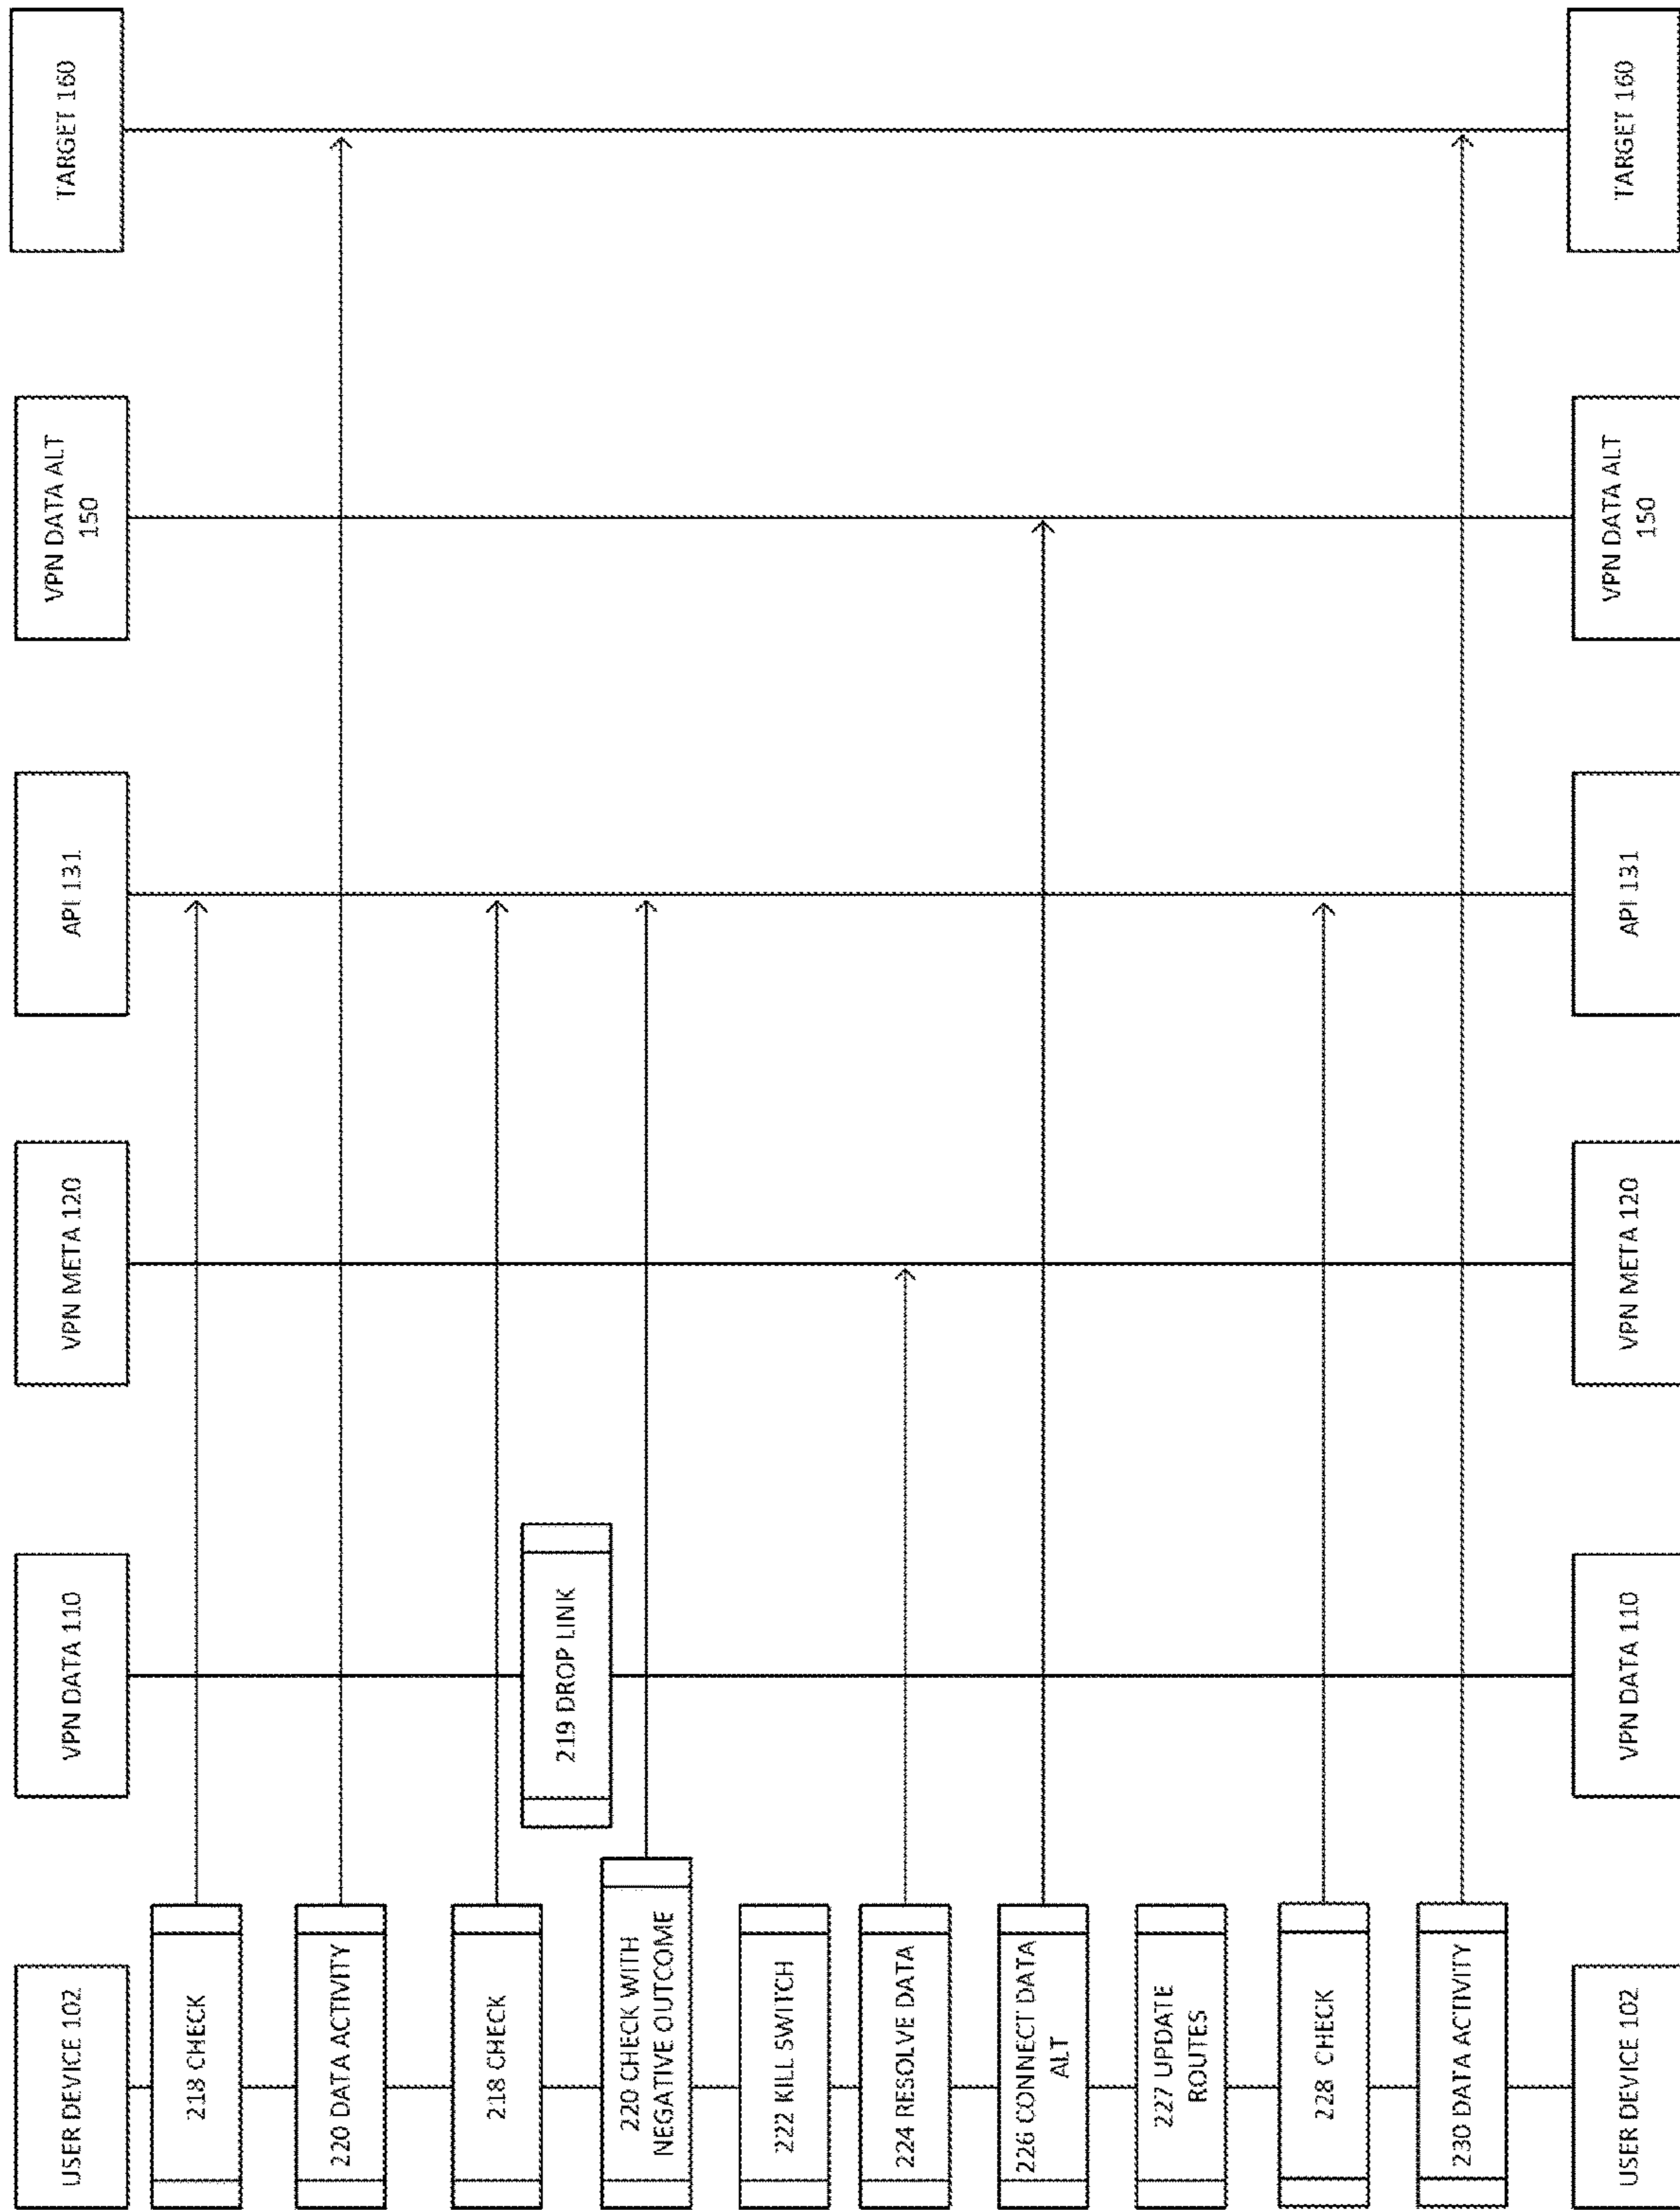 USER DEVICE 102
VPN DATA 110
VPN META 120
API 131
VPN DATA ALT
150
TARGET 160
218 CHECK
220 DATA ACTIVITY
218 CHECK
219 DROP LINK
220 CHECK WITH
NEGATIVE OUTCOME
222 KILL SWITCH
224 RESOLVE DATA
226 CONNECT DATA
ALT
227 UPDATE
ROUTES
228 CHECK
230 DATA ACTIVITY
USER DEVICE 102
VPN DATA 110
VPN META 120
API 131
VPN DATA ALT
150
TARGET 160